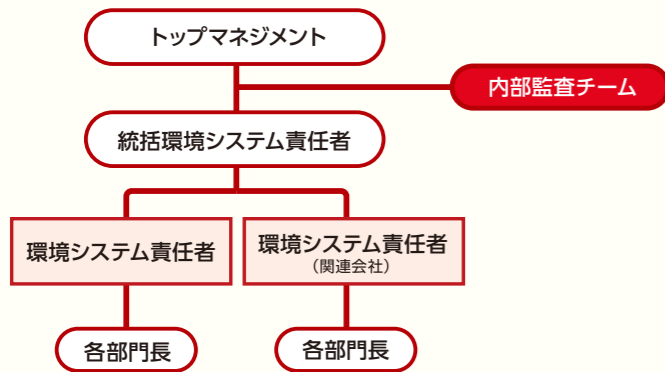 トップマネジメント
内部監査チーム
統括環境システム責任者
環境システム責任者
環境システム責任者
（関連会社）
各部門長
各部門長